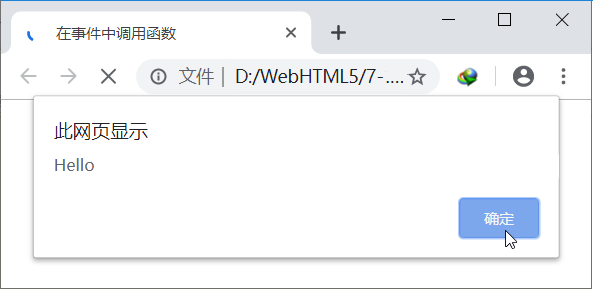 在事件中调用函数
文件 | D:/WebHTML5/7-....
此网页显示
Hello
确定